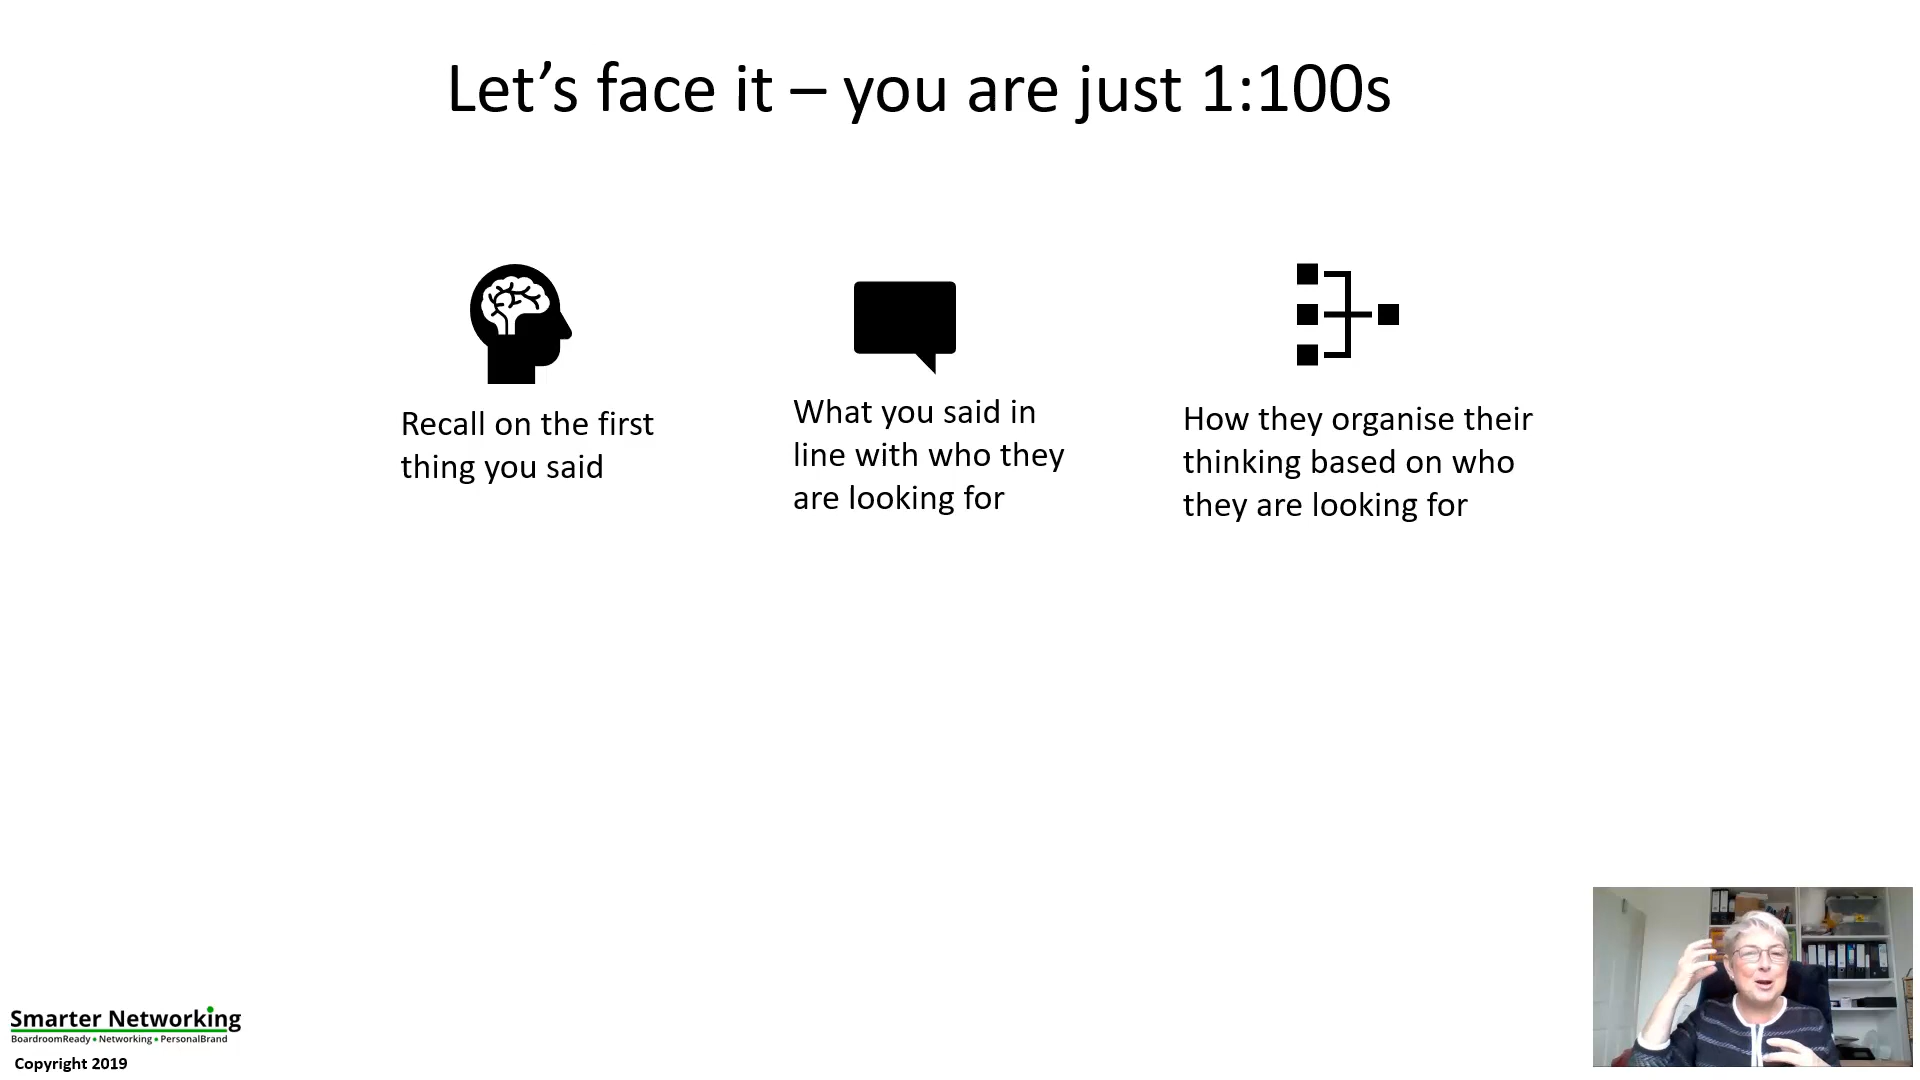 Let’s face it – you are just 1:100s
Recall on the first
thing you said
What you said in
line with who they
are looking for
How they organise their
thinking based on who
they are looking for
Smarter Networking
BoardroomReady • Networking • PersonalBrand
Copyright 2019